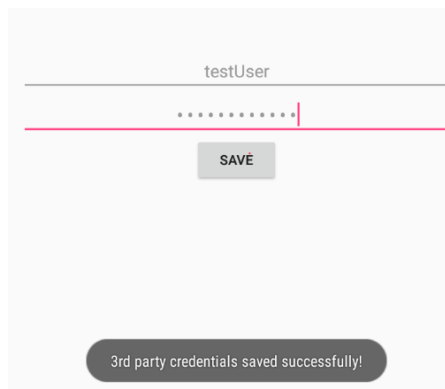 testUser
••••••••••••
SAVE
3rd party credentials saved successfully!